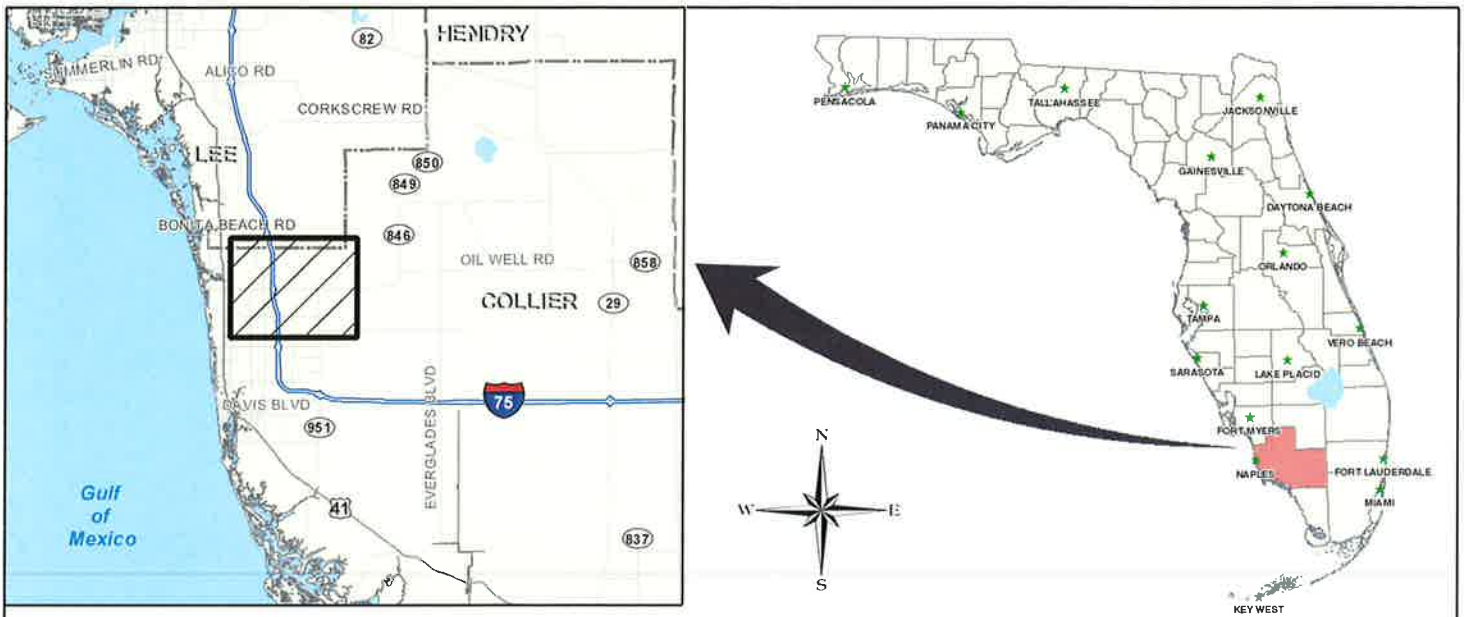 HENDRY
82
SUMMERLIN RD
ALICO RD
CORKSCREW RD
LEE
850
849
BONITA BEACH RD
846
OIL WELL RD
858
COLLIER
29
75
DAVIS BLVD
951
EVERGLADES BLVD
Gulf
of
Mexico
41
837
PENSACOLA
PANAMA CITY
TALLAHASSEE
JACKSONVILLE
GAINESVILLE
DAYTONA BEACH
ORLANDO
TAMPA
VERO BEACH
SARASOTA
LAKE PLACID
FORT MYERS
NAPLES
FORT LAUDERDALE
MIAMI
KEY WEST
N
W
E
S